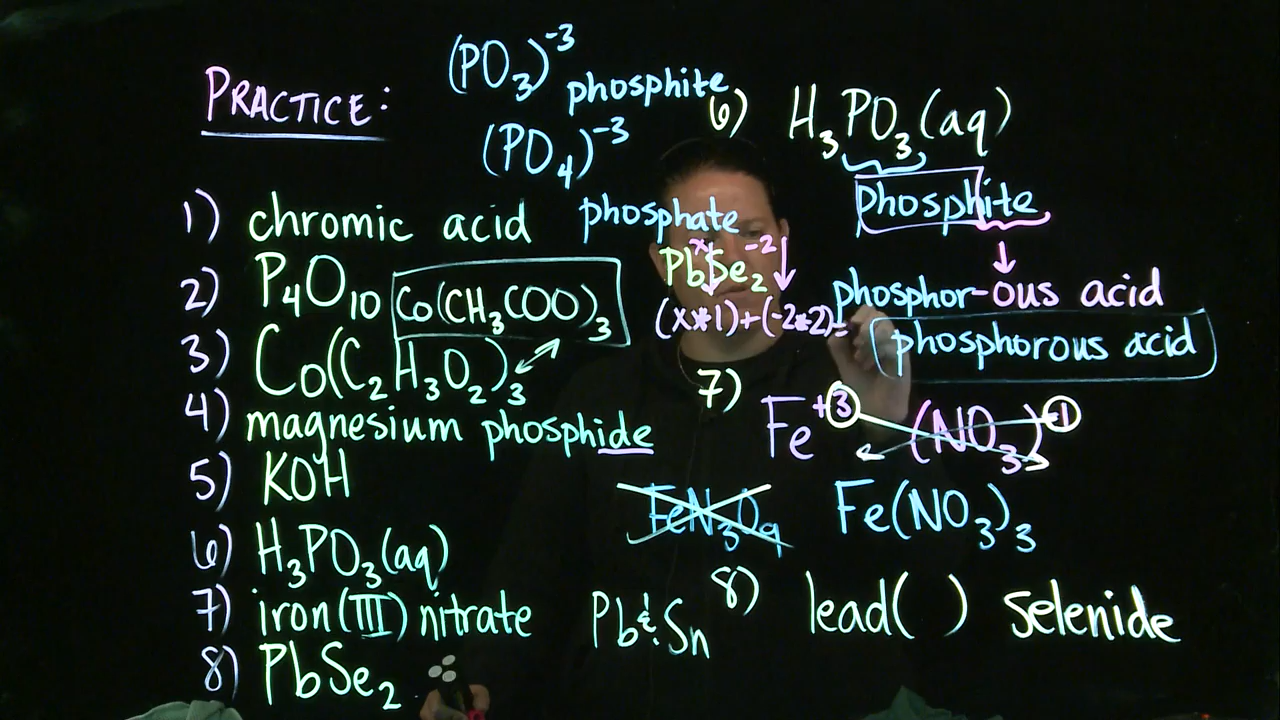 PRACTICE:
(PO₃)⁻³ phosphite
(PO₄)⁻³
phosphate
1) chromic acid
2) P₄O₁₀
Co(CH₃COO)₃
3) Co(C₂H₃O₂)₃
4) magnesium phosphide
5) KOH
6) H₃PO₃(aq)
7) iron(III) nitrate
8) PbSe₂
6) H₃PO₃(aq)
phosphite
phosphor-ous acid
phosphorous acid
x -2
PbSe₂
(x*1)+(-2*2)=
7) Fe⁺³ (NO₃)⁻¹
FeN₃O₉ Fe(NO₃)₃
Pb & Sn
8) lead( ) selenide